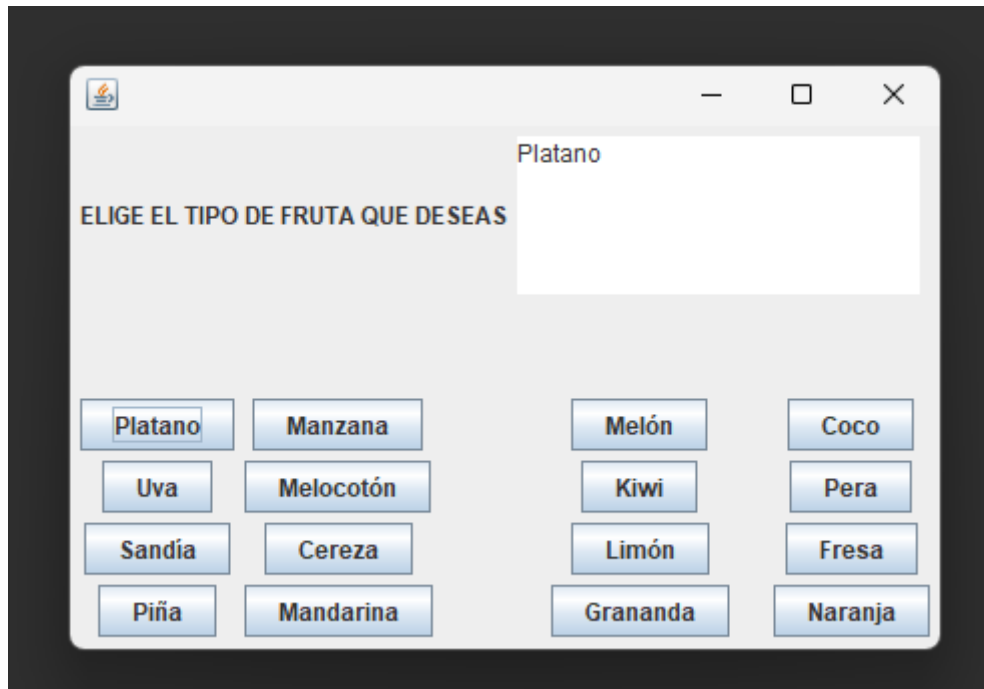 Platano
ELIGE EL TIPO DE FRUTA QUE DESEAS
Platano Manzana Melón Coco
Uva Melocotón Kiwi Pera
Sandía Cereza Limón Fresa
Piña Mandarina Grananda Naranja